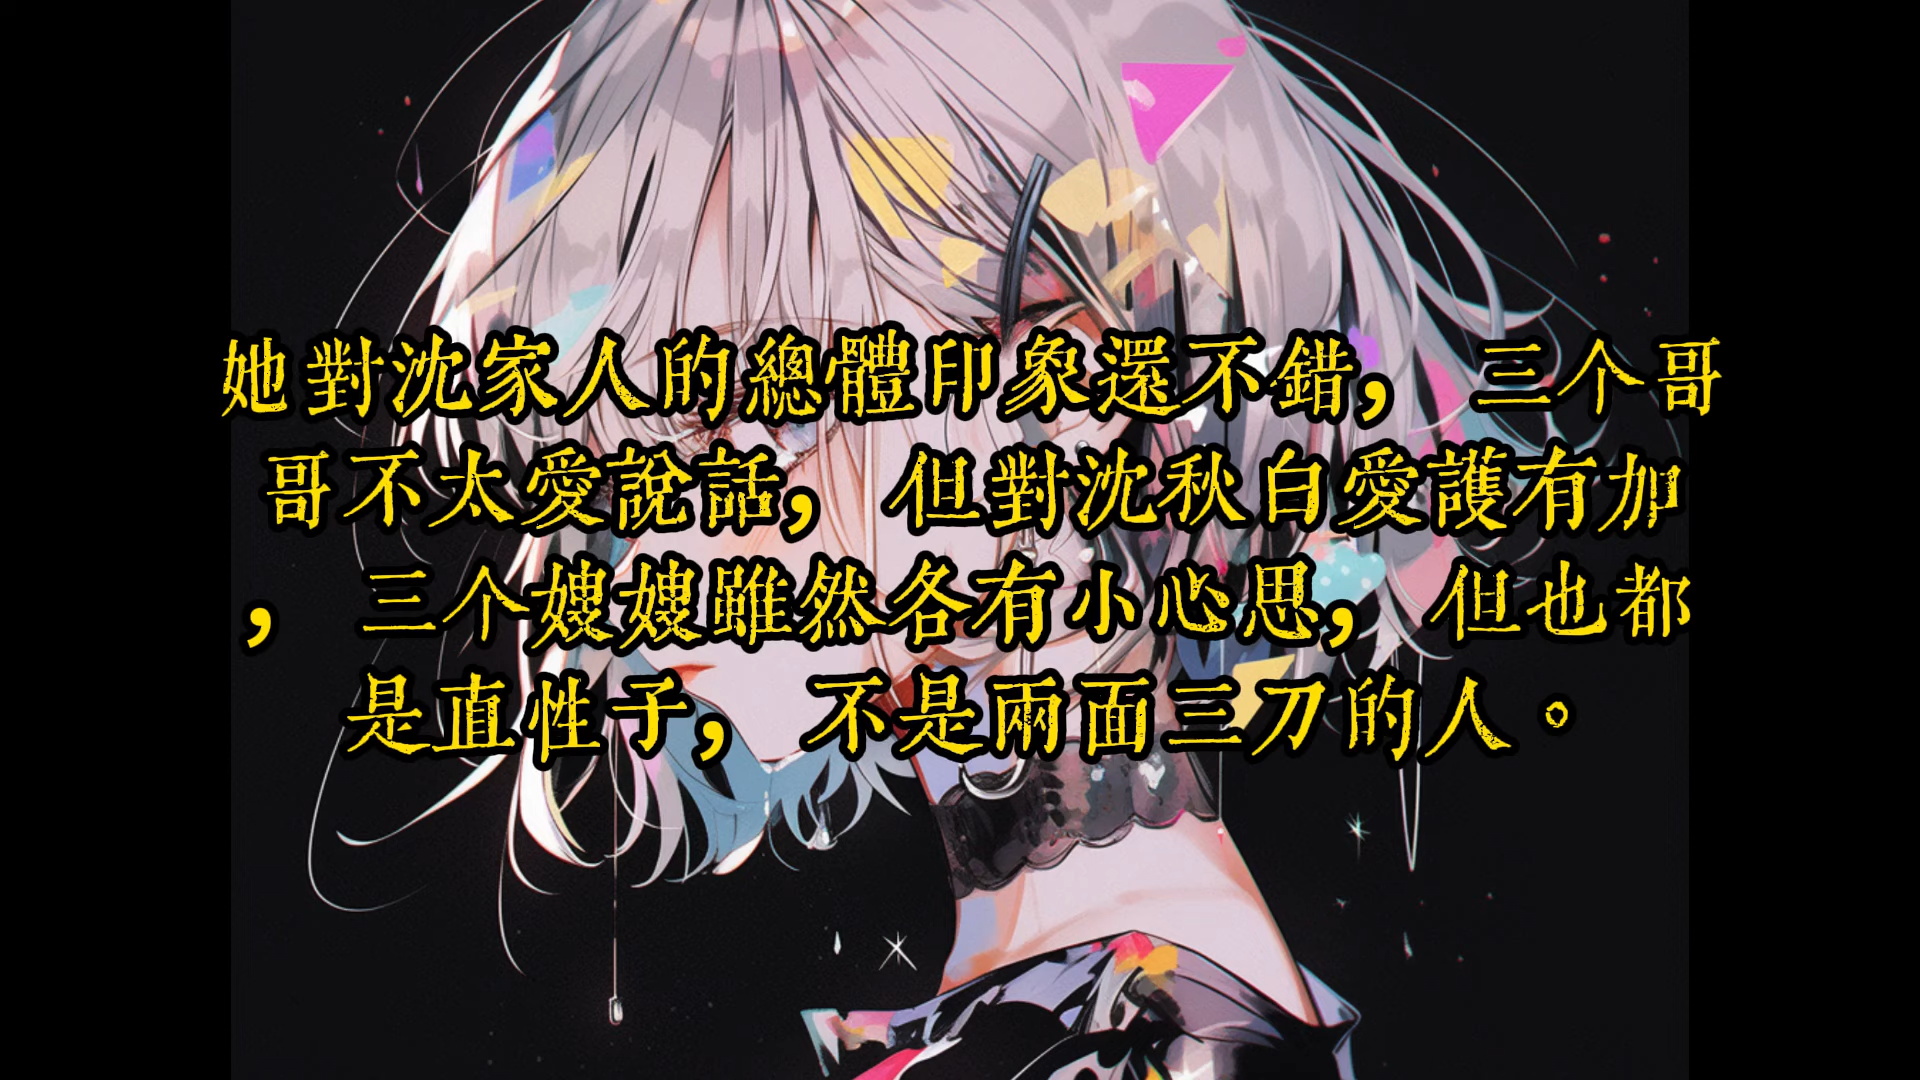 她對沈家人的總體印象還不錯，三个哥
哥不太愛說話，但對沈秋白愛護有加
，三个嫂嫂雖然各有小心思，但也都
是直性子，不是兩面三刀的人。